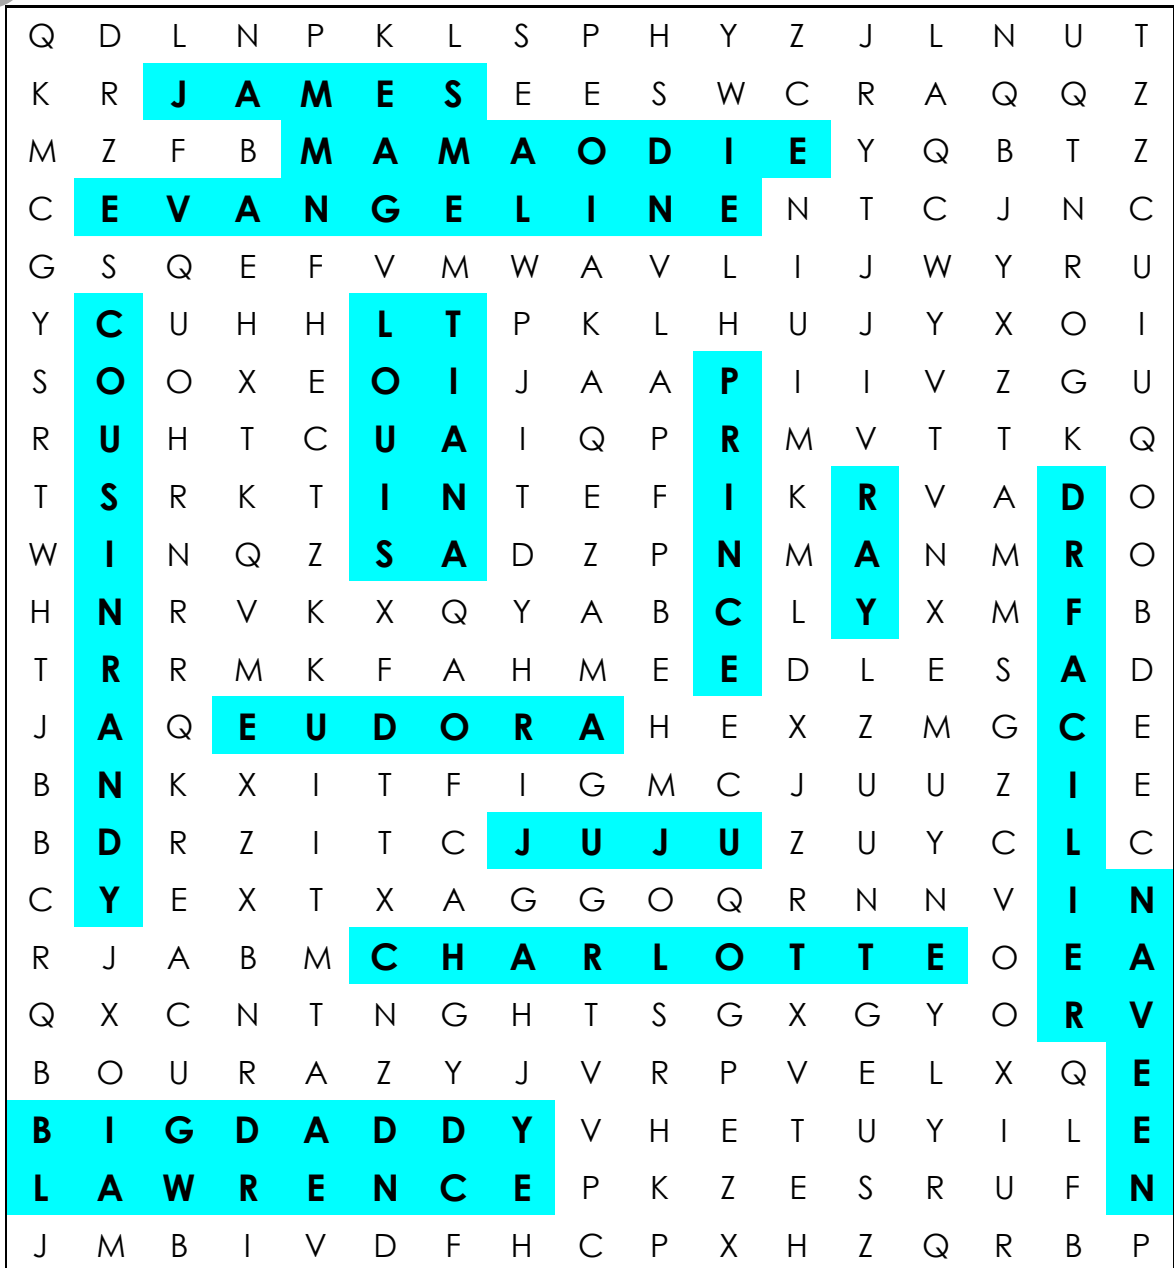 Q D L N P K L S P H Y Z J L N U T
K R J A M E S E E S W C R A Q Q Z
M Z F B M A M A O D I E Y Q B T Z
C E V A N G E L I N E N T C J N C
G S Q E F V M W A V L I J W Y R U
Y C U H H L T P K L H U J Y X O I
S O O X E O I J A A P I I V Z G U
R U H T C U A I Q P R M V T T K Q
T S R K T I N T E F I K R V A D O
W I N Q Z S A D Z P N M A N M R O
H N R V K X Q Y A B C L Y X M F B
T R R M K F A H M E E D L E S A D
J A Q E U D O R A H E X Z M G C E
B N K X I T F I G M C J U U Z I E
B D R Z I T C J U J U Z U Y C L C
C Y E X T X A G G O Q R N N V I N
R J A B M C H A R L O T T E O E A
Q X C N T N G H T S G X G Y O R V
B O U R A Z Y J V R P V E L X Q E
B I G D A D D Y V H E T U Y I L E
L A W R E N C E P K Z E S R U F N
J M B I V D F H C P X H Z Q R B P